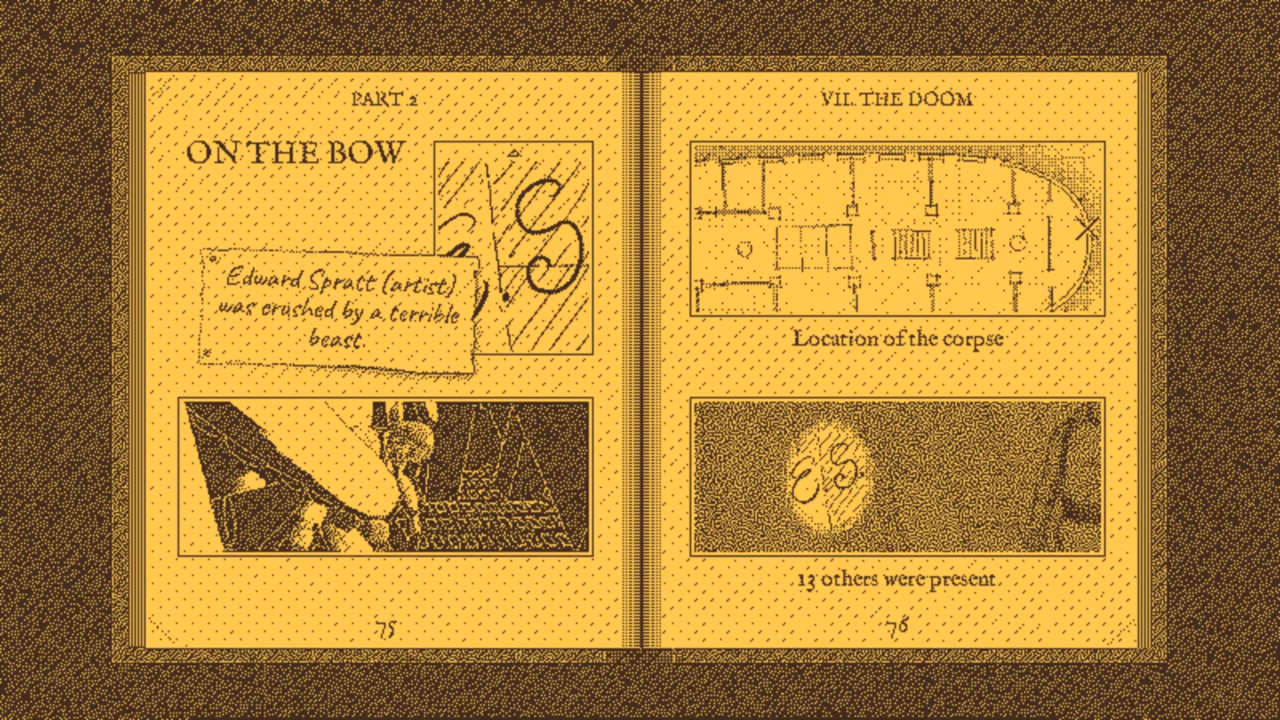 PART 2
ON THE BOW
S
Edward Spratt (artist)
was crushed by a terrible
beast.
75
VII. THE DOOM
Location of the corpse
E S.
13 others were present
76